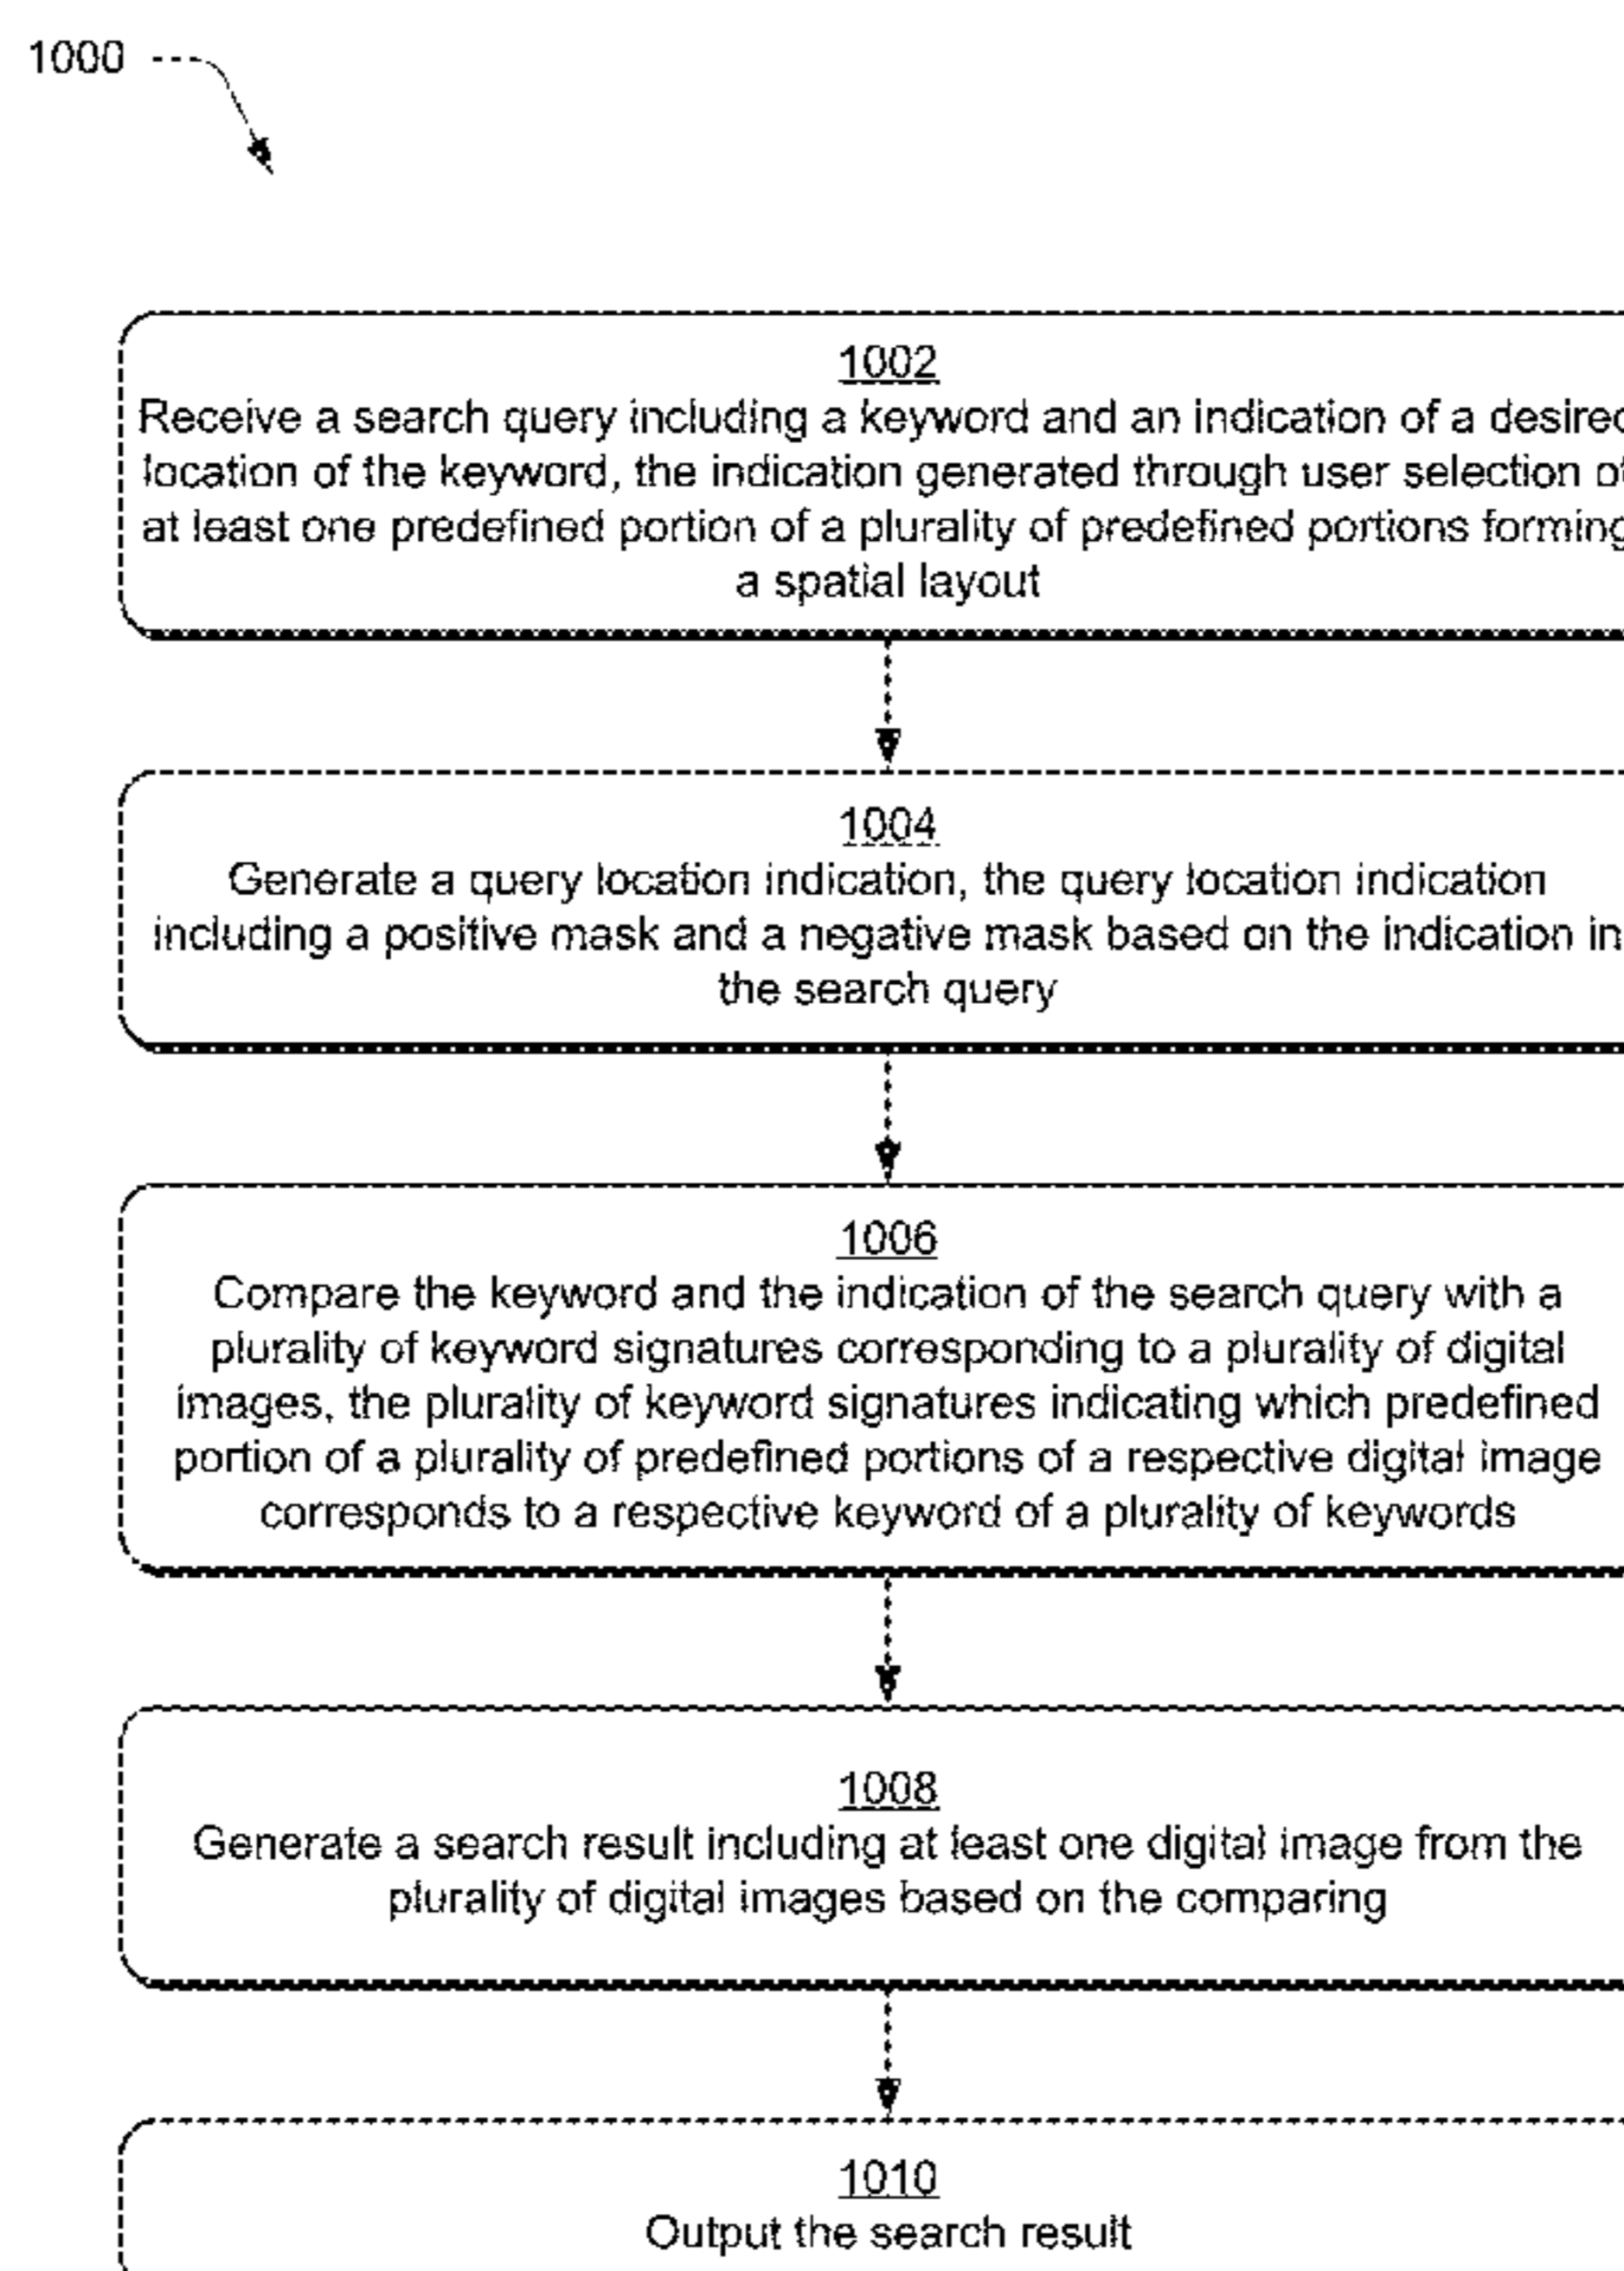 1000
1002
Receive a search query including a keyword and an indication of a desired
location of the keyword, the indication generated through user selection of
at least one predefined portion of a plurality of predefined portions forming
a spatial layout
1004
Generate a query location indication, the query location indication
including a positive mask and a negative mask based on the indication in
the search query
1006
Compare the keyword and the indication of the search query with a
plurality of keyword signatures corresponding to a plurality of digital
images, the plurality of keyword signatures indicating which predefined
portion of a plurality of predefined portions of a respective digital image
corresponds to a respective keyword of a plurality of keywords
1008
Generate a search result including at least one digital image from the
plurality of digital images based on the comparing
1010
Output the search result